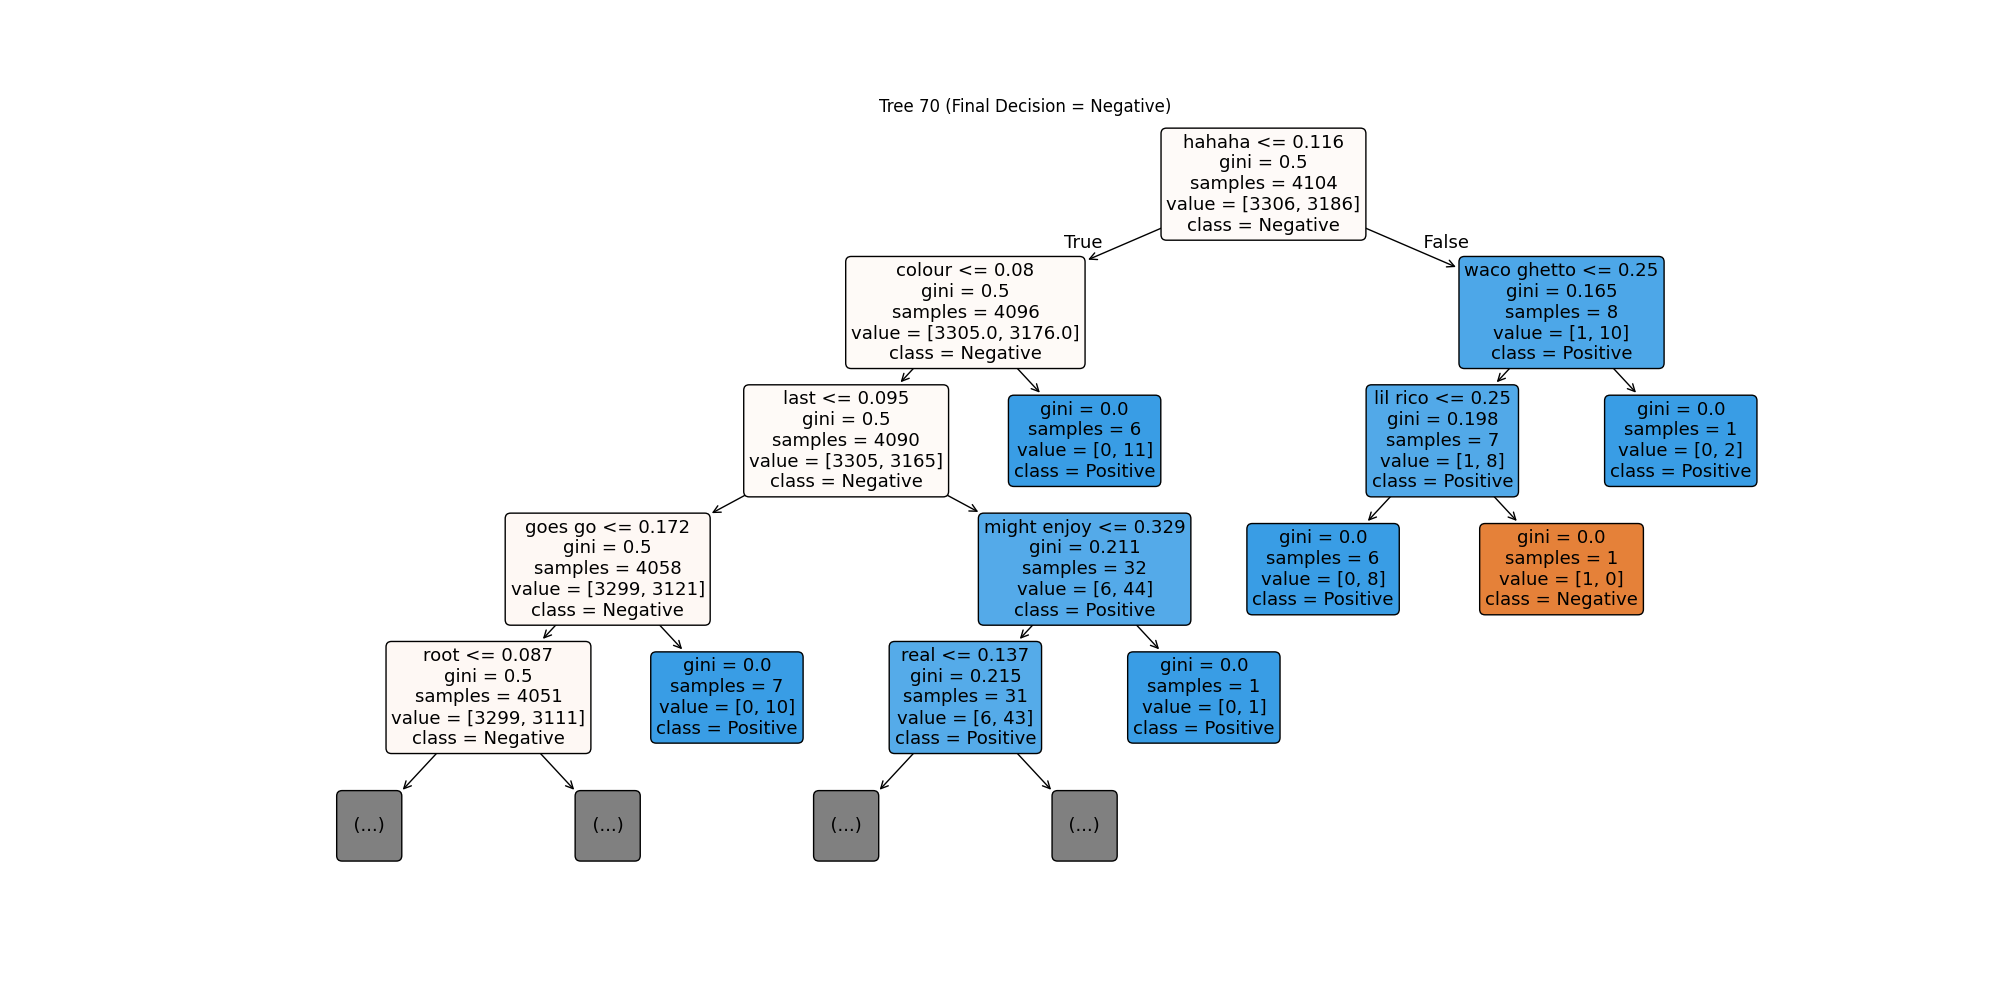 Tree 70 (Final Decision = Negative)
hahaha <= 0.116
gini = 0.5
samples = 4104
value = [3306, 3186]
class = Negative
True
False
colour <= 0.08
gini = 0.5
samples = 4096
value = [3305.0, 3176.0]
class = Negative
waco ghetto <= 0.25
gini = 0.165
samples = 8
value = [1, 10]
class = Positive
last <= 0.095
gini = 0.5
samples = 4090
value = [3305, 3165]
class = Negative
gini = 0.0
samples = 6
value = [0, 11]
class = Positive
lil rico <= 0.25
gini = 0.198
samples = 7
value = [1, 8]
class = Positive
gini = 0.0
samples = 1
value = [0, 2]
class = Positive
goes go <= 0.172
gini = 0.5
samples = 4058
value = [3299, 3121]
class = Negative
might enjoy <= 0.329
gini = 0.211
samples = 32
value = [6, 44]
class = Positive
gini = 0.0
samples = 6
value = [0, 8]
class = Positive
gini = 0.0
samples = 1
value = [1, 0]
class = Negative
root <= 0.087
gini = 0.5
samples = 4051
value = [3299, 3111]
class = Negative
gini = 0.0
samples = 7
value = [0, 10]
class = Positive
real <= 0.137
gini = 0.215
samples = 31
value = [6, 43]
class = Positive
gini = 0.0
samples = 1
value = [0, 1]
class = Positive
(...)
(...)
(...)
(...)